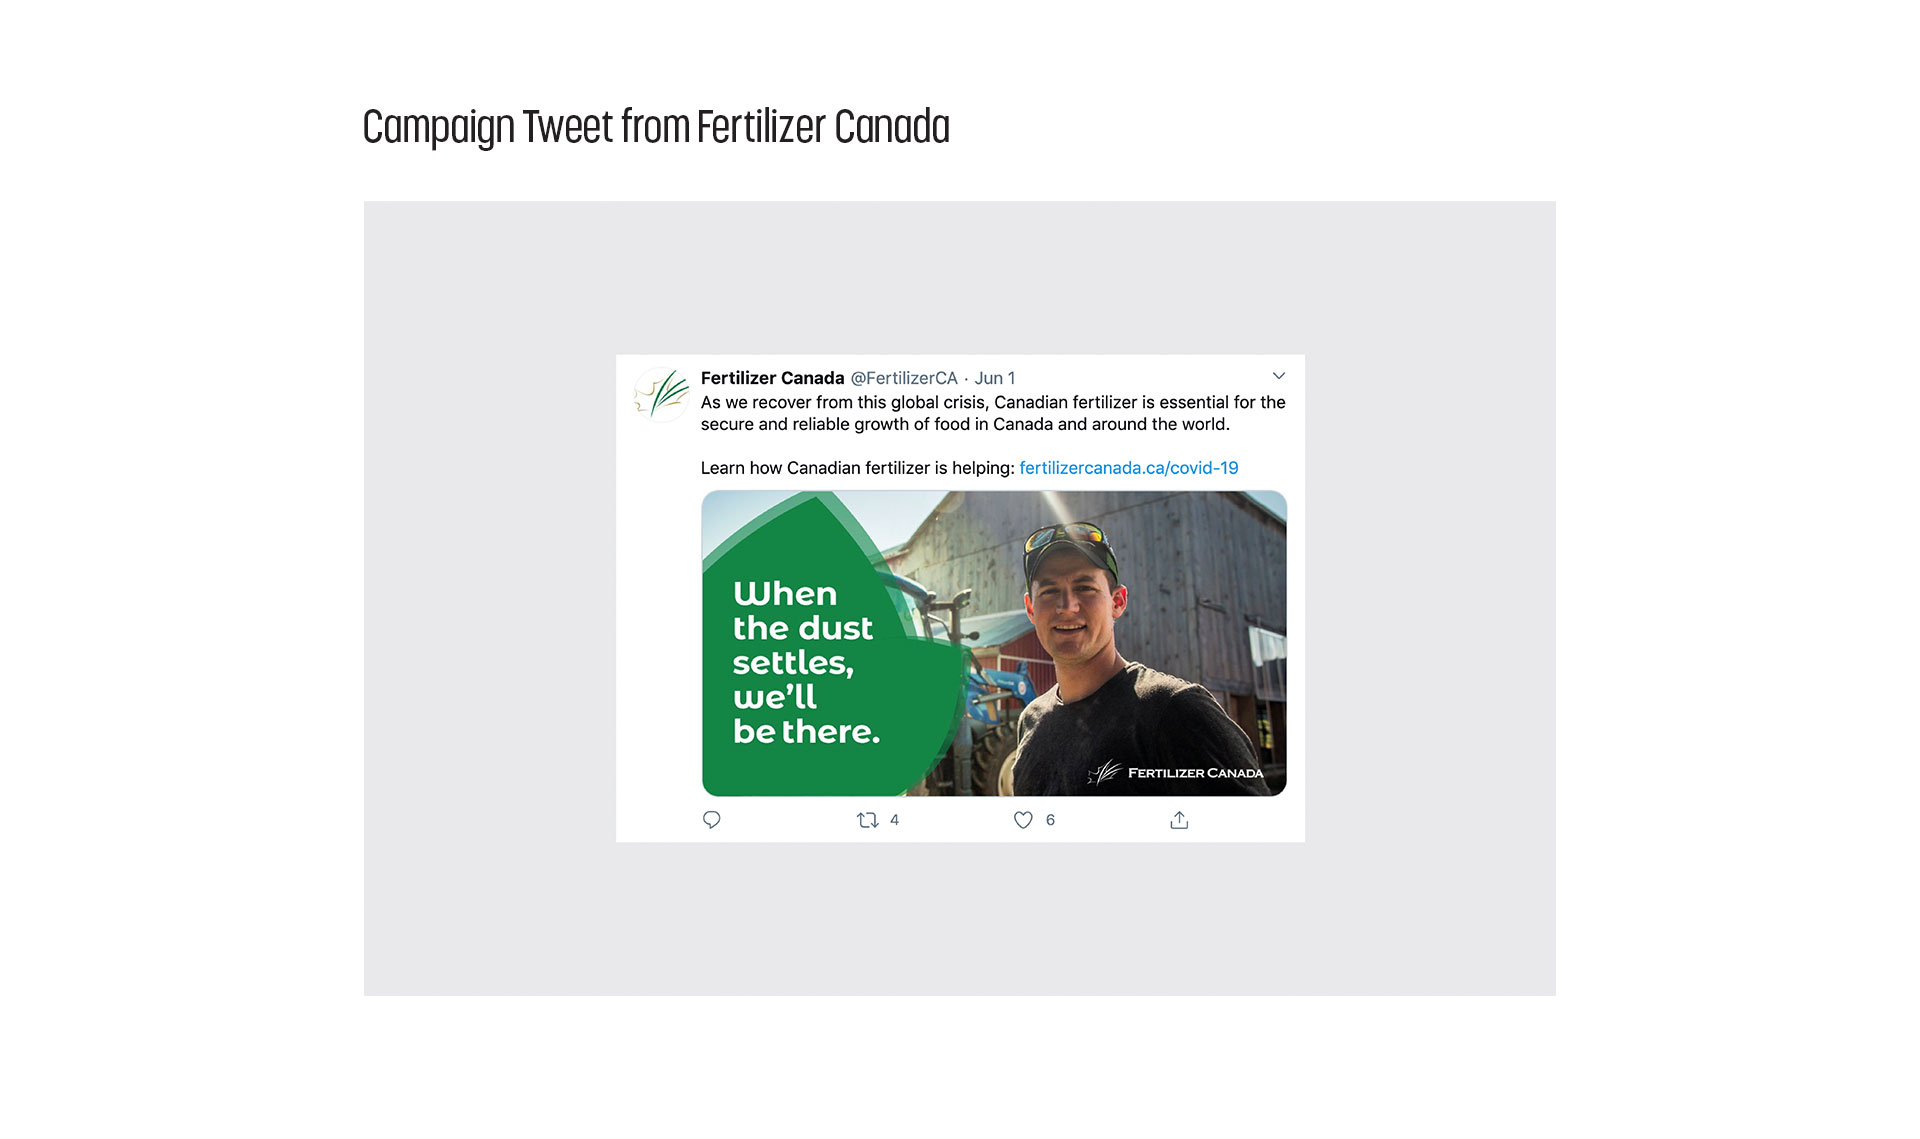 Campaign Tweet from Fertilizer Canada
Fertilizer Canada @FertilizerCA · Jun 1
As we recover from this global crisis, Canadian fertilizer is essential for the
secure and reliable growth of food in Canada and around the world.
Learn how Canadian fertilizer is helping: fertilizercanada.ca/covid-19
When
the dust
settles,
we'll
be there.
FERTILIZER CANADA
4
6